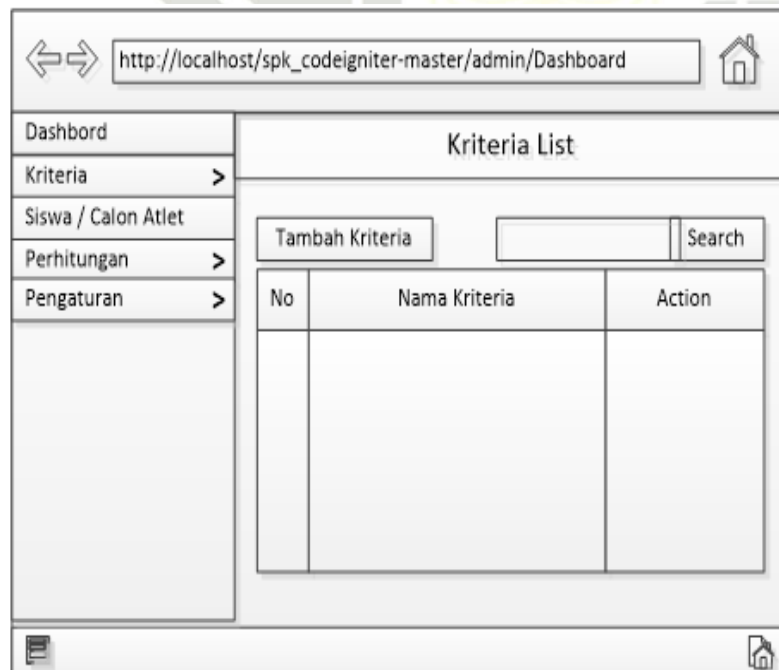 http://localhost/spk_codeigniter-master/admin/Dashboard
Dashbord
Kriteria >
Siswa / Calon Atlet
Perhitungan >
Pengaturan >
Kriteria List
Tambah Kriteria
Search
No Nama Kriteria Action